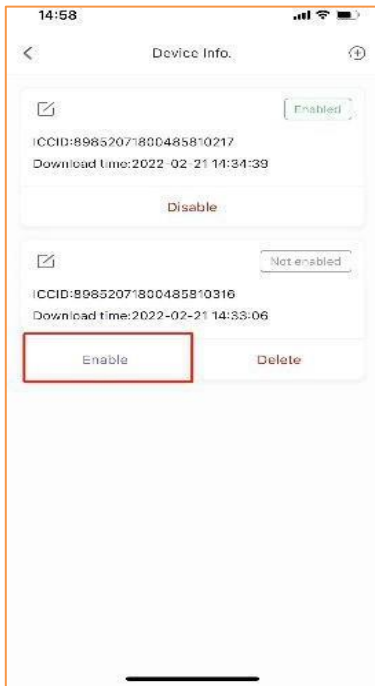 14:58
Device Info.
Enabled
ICCID:89852071800485810217
Download time:2022-02-21 14:34:39
Disable
Not enabled
ICCID:89852071800485810316
Download time:2022-02-21 14:33:06
Enable
Delete